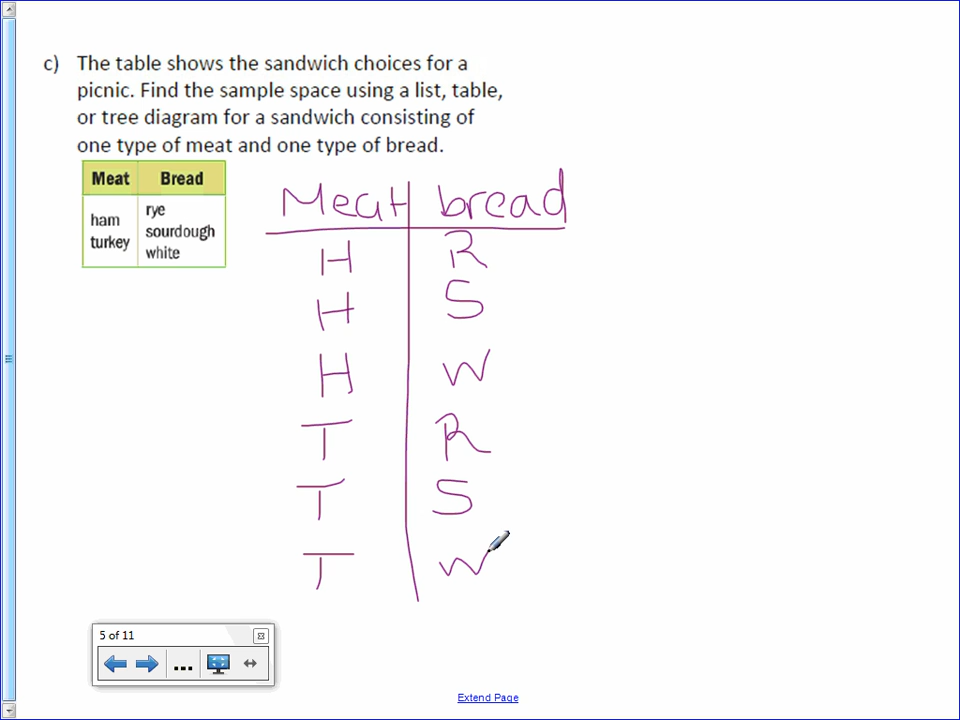 c) The table shows the sandwich choices for a
picnic. Find the sample space using a list, table,
or tree diagram for a sandwich consisting of
one type of meat and one type of bread.
Meat Bread
ham
turkey
rye
sourdough
white
Meat bread
H R
H S
H W
T R
T S
T W
5 of 11
...
Extend Page